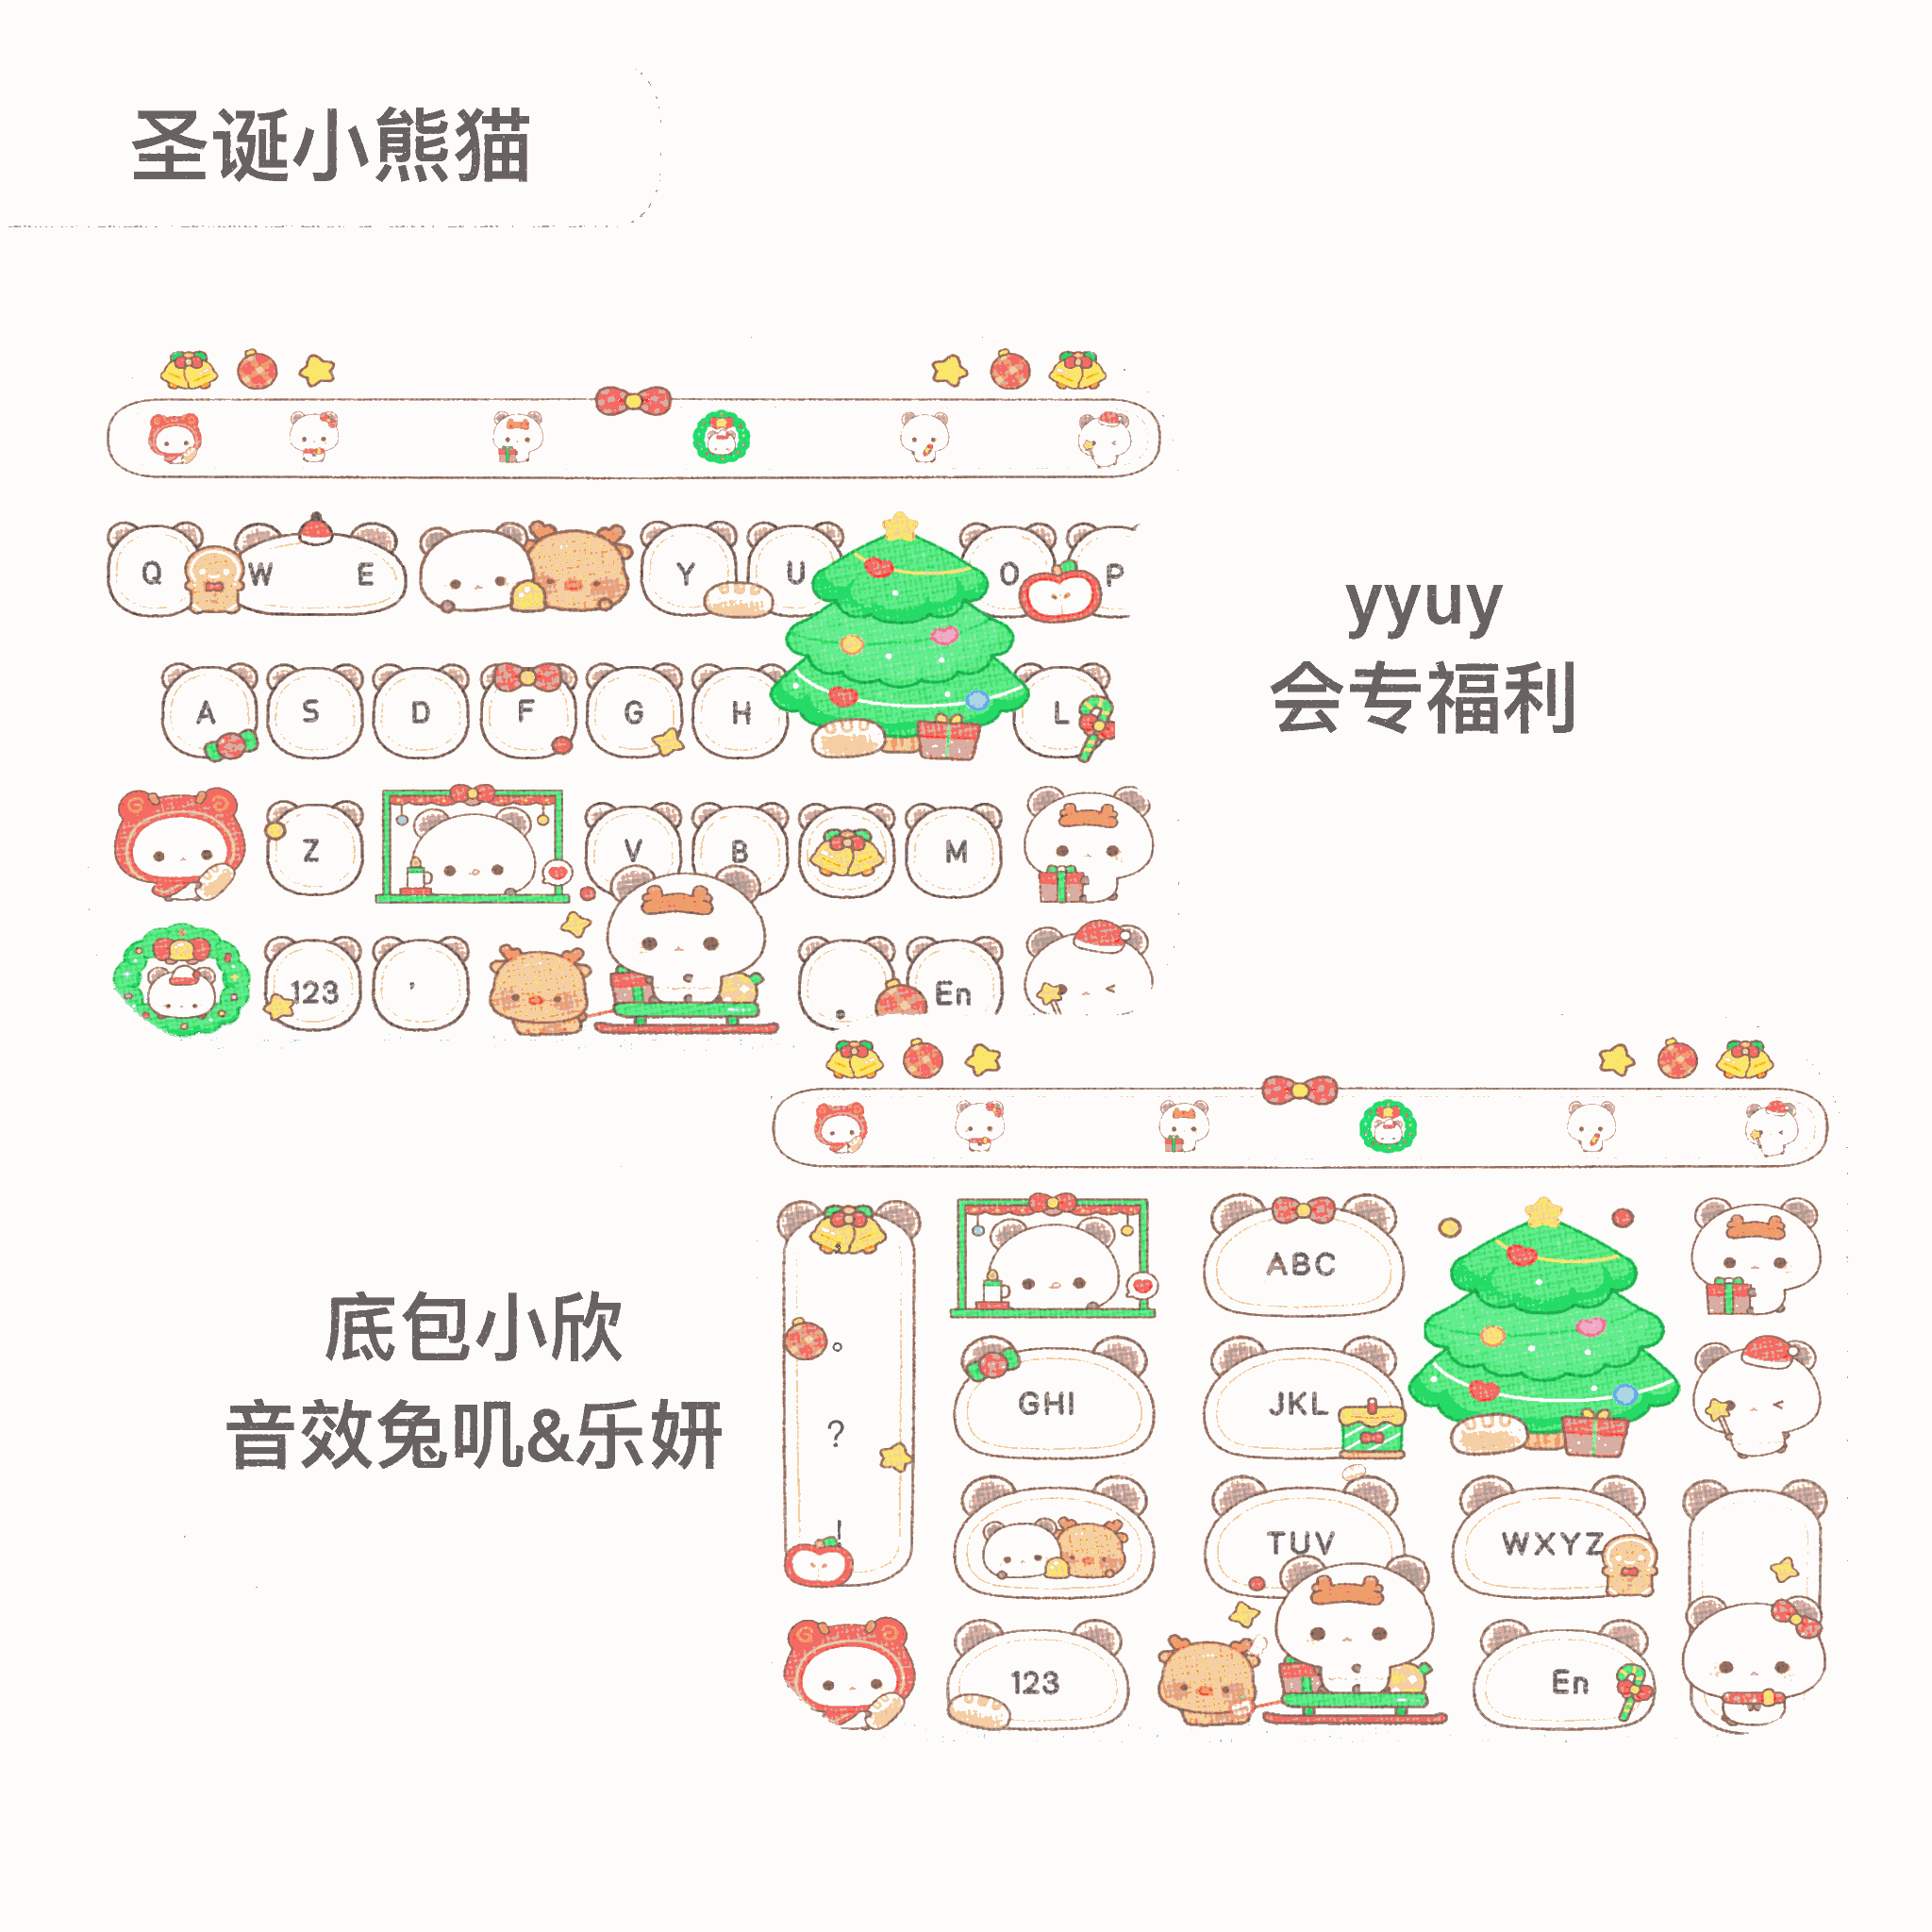 圣诞小熊猫
Q W E Y U O P
A S D F G H L
Z V B M
123 , 。 En
yyuy
会专福利
底包小欣
音效兔叽&乐妍
,
ABC
。
GHI JKL
?
!
TUV WXYZ
123 En